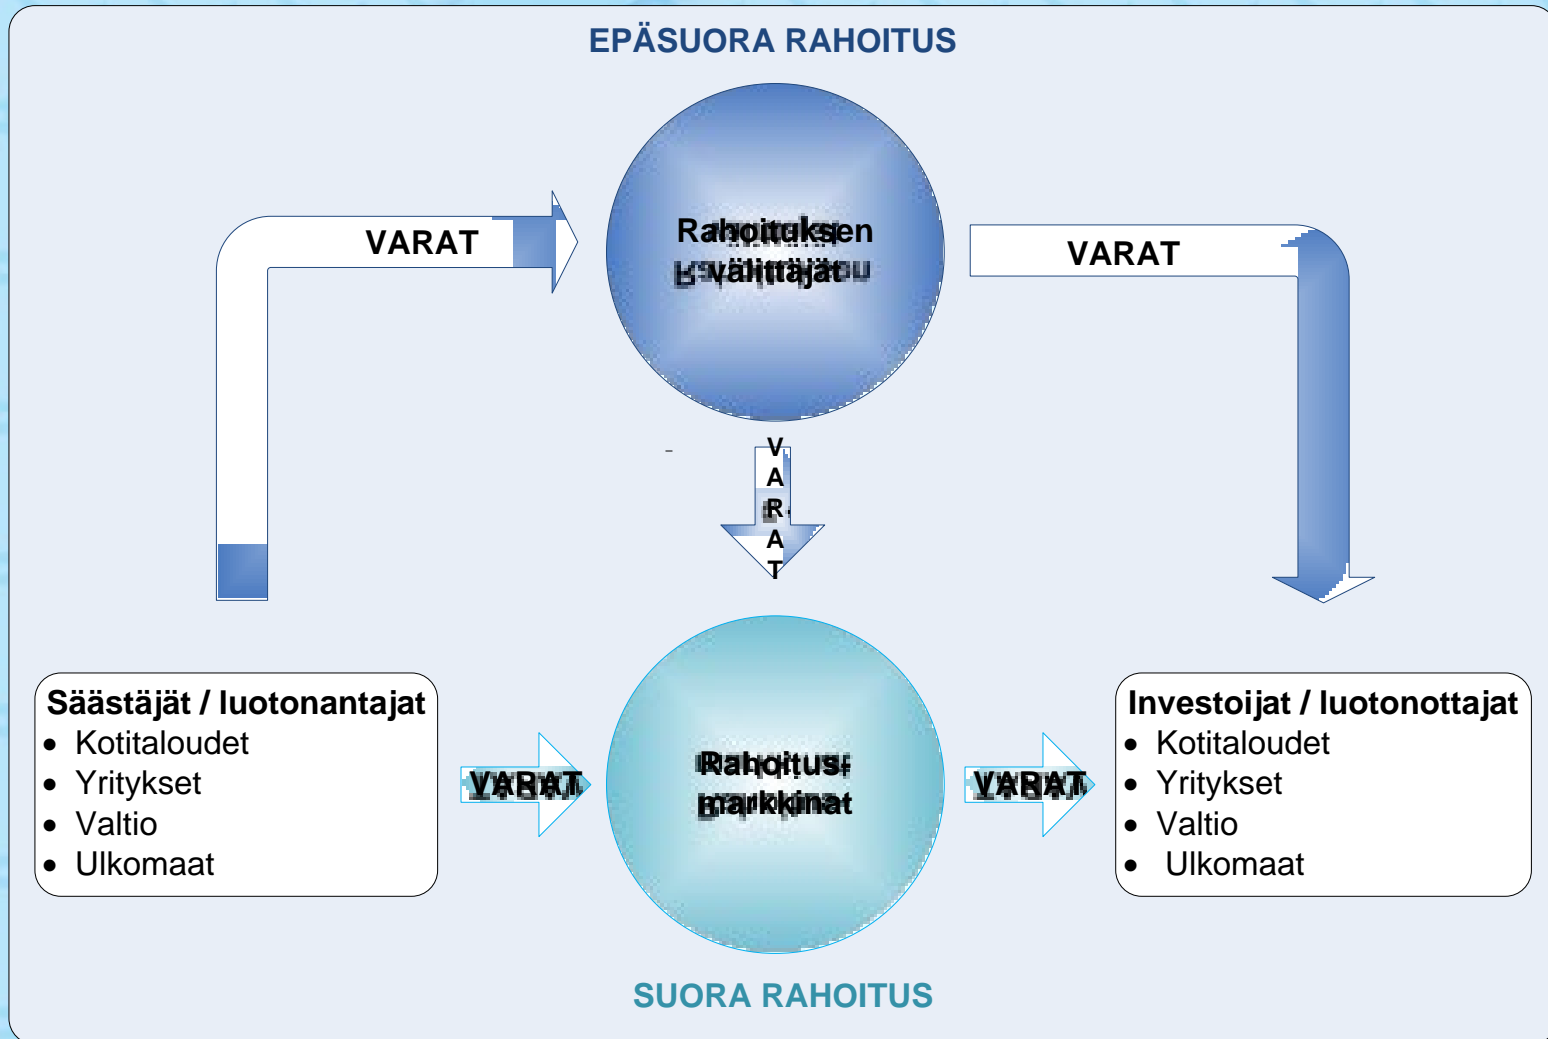 EPÄSUORA RAHOITUS
VARAT
Rahoituksen
välittäjät
VARAT
V
A
R
A
T
Säästäjät / luotonantajat
• Kotitaloudet
• Yritykset
• Valtio
• Ulkomaat
VARAT
Rahoitus-
markkinat
VARAT
Investoijat / luotonottajat
• Kotitaloudet
• Yritykset
• Valtio
• Ulkomaat
SUORA RAHOITUS